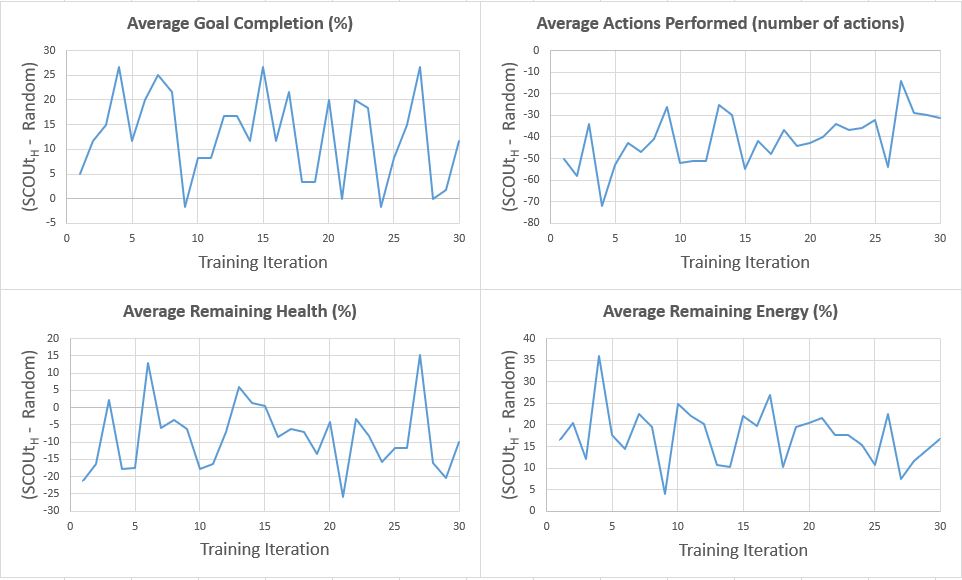 Average Goal Completion (%)
30
25
20
15
10
5
0
-5
0 5 10 15 20 25 30
(SCOUtH - Random)
Training Iteration
Average Actions Performed (number of actions)
0
-10
-20
-30
-40
-50
-60
-70
-80
0 5 10 15 20 25 30
(SCOUtH - Random)
Training Iteration
Average Remaining Health (%)
20
15
10
5
0
-5
-10
-15
-20
-25
-30
0 5 10 15 20 25 30
(SCOUtH - Random)
Training Iteration
Average Remaining Energy (%)
40
35
30
25
20
15
10
5
0
0 5 10 15 20 25 30
(SCOUtH - Random)
Training Iteration